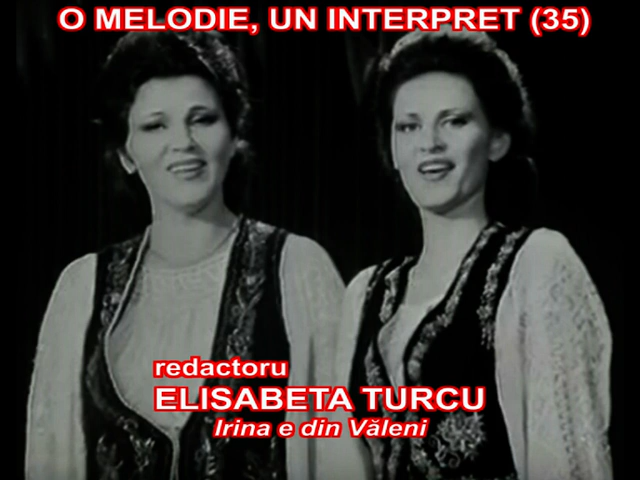 O MELODIE, UN INTERPRET (35)
redactoru
ELISABETA TURCU
Irina e din Văleni